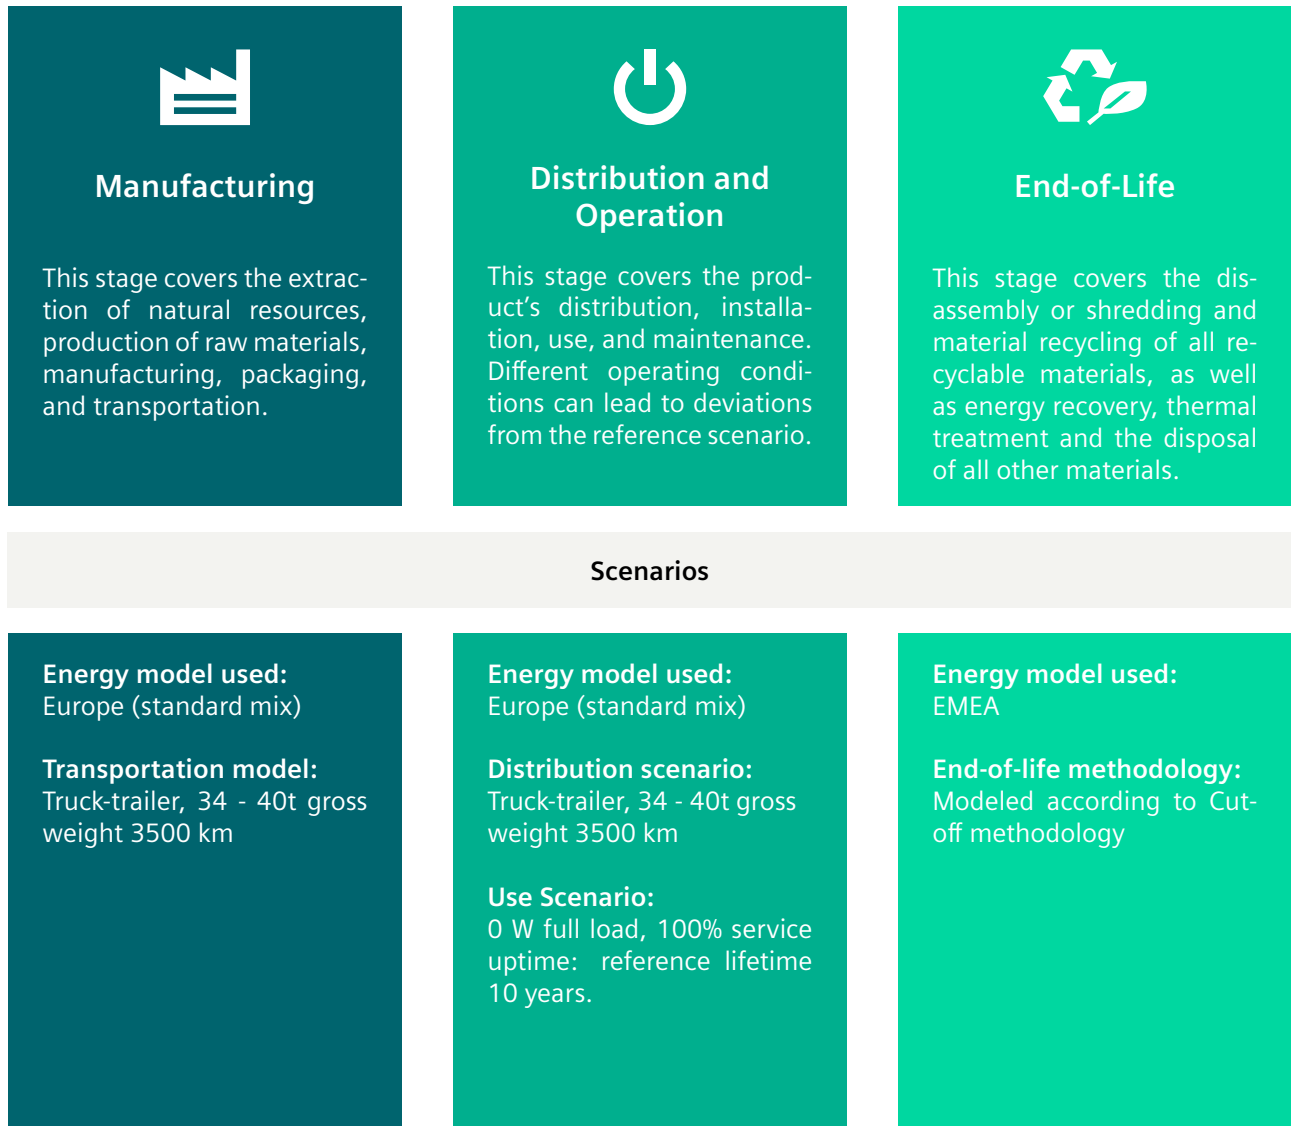 Manufacturing
This stage covers the extrac-
tion of natural resources,
production of raw materials,
manufacturing, packaging,
and transportation.
Distribution and
Operation
This stage covers the prod-
uct’s distribution, installa-
tion, use, and maintenance.
Different operating condi-
tions can lead to deviations
from the reference scenario.
End-of-Life
This stage covers the dis-
assembly or shredding and
material recycling of all re-
cyclable materials, as well
as energy recovery, thermal
treatment and the disposal
of all other materials.
Scenarios
Energy model used:
Europe (standard mix)
Transportation model:
Truck-trailer, 34 - 40t gross
weight 3500 km
Energy model used:
Europe (standard mix)
Distribution scenario:
Truck-trailer, 34 - 40t gross
weight 3500 km
Use Scenario:
0 W full load, 100% service
uptime: reference lifetime
10 years.
Energy model used:
EMEA
End-of-life methodology:
Modeled according to Cut-
off methodology